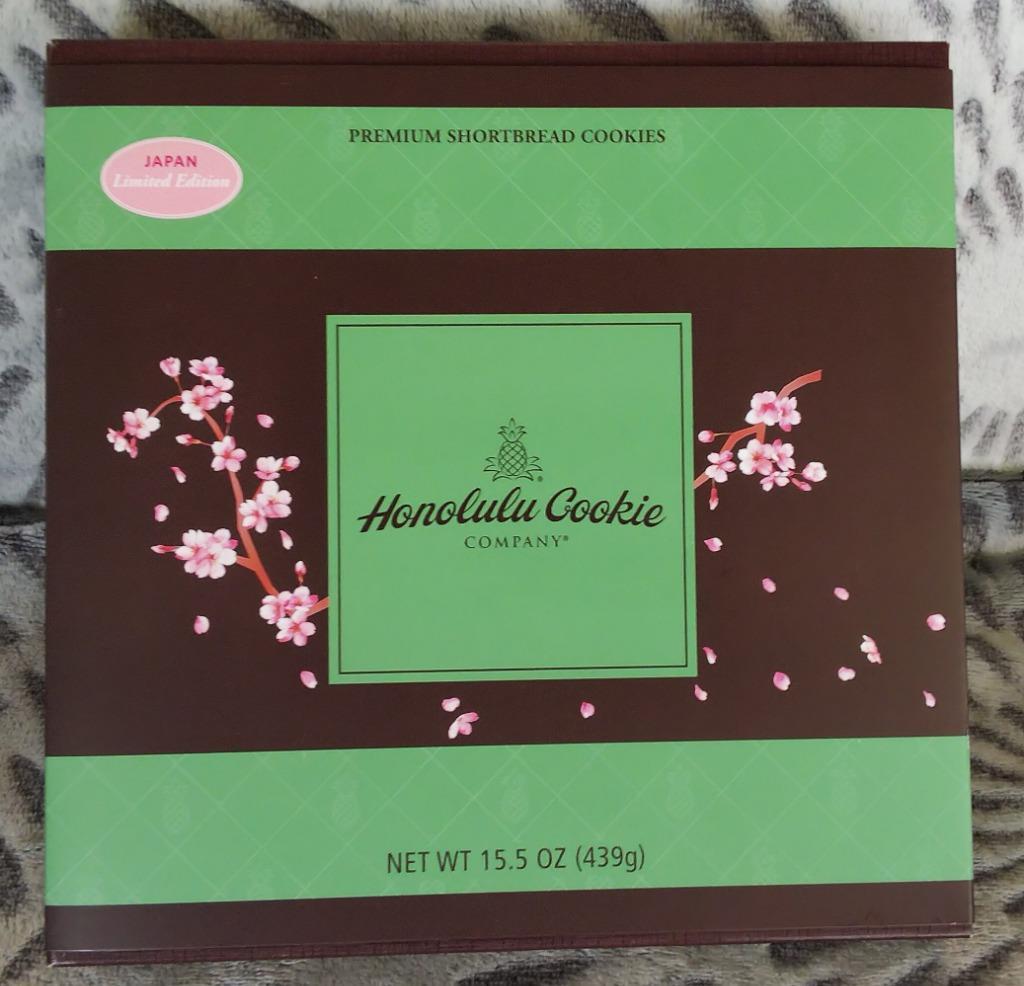 PREMIUM SHORTBREAD COOKIES
JAPAN
Limited Edition
Honolulu Cookie
COMPANY®
NET WT 15.5 OZ (439g)